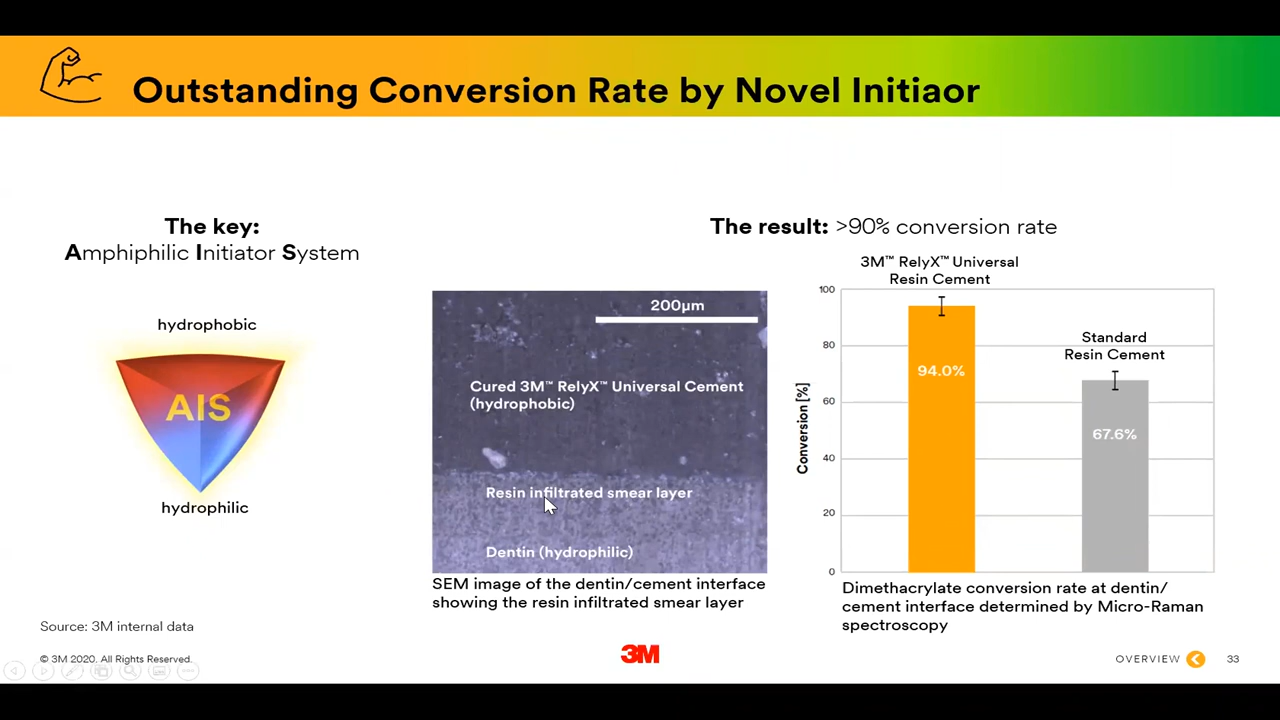 Outstanding Conversion Rate by Novel Initiaor
The key:
Amphiphilic Initiator System
hydrophobic
AIS
hydrophilic
200µm
Cured 3M™ RelyX™ Universal Cement
(hydrophobic)
Resin infiltrated smear layer
Dentin (hydrophilic)
SEM image of the dentin/cement interface
showing the resin infiltrated smear layer
The result: >90% conversion rate
3M™ RelyX™ Universal
Resin Cement
Standard
Resin Cement
Conversion [%]
100
80
60
40
20
0
94.0%
67.6%
Dimethacrylate conversion rate at dentin/
cement interface determined by Micro-Raman
spectroscopy
Source: 3M internal data
© 3M 2020. All Rights Reserved.
3M
OVERVIEW
33